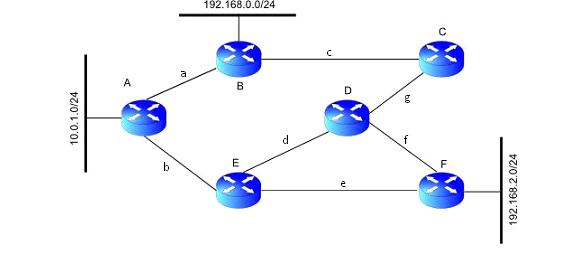 192.168.0.0/24
C
c
a
A
B
D
g
10.0.1.0/24
d
f
E
F
b
e
192.168.2.0/24